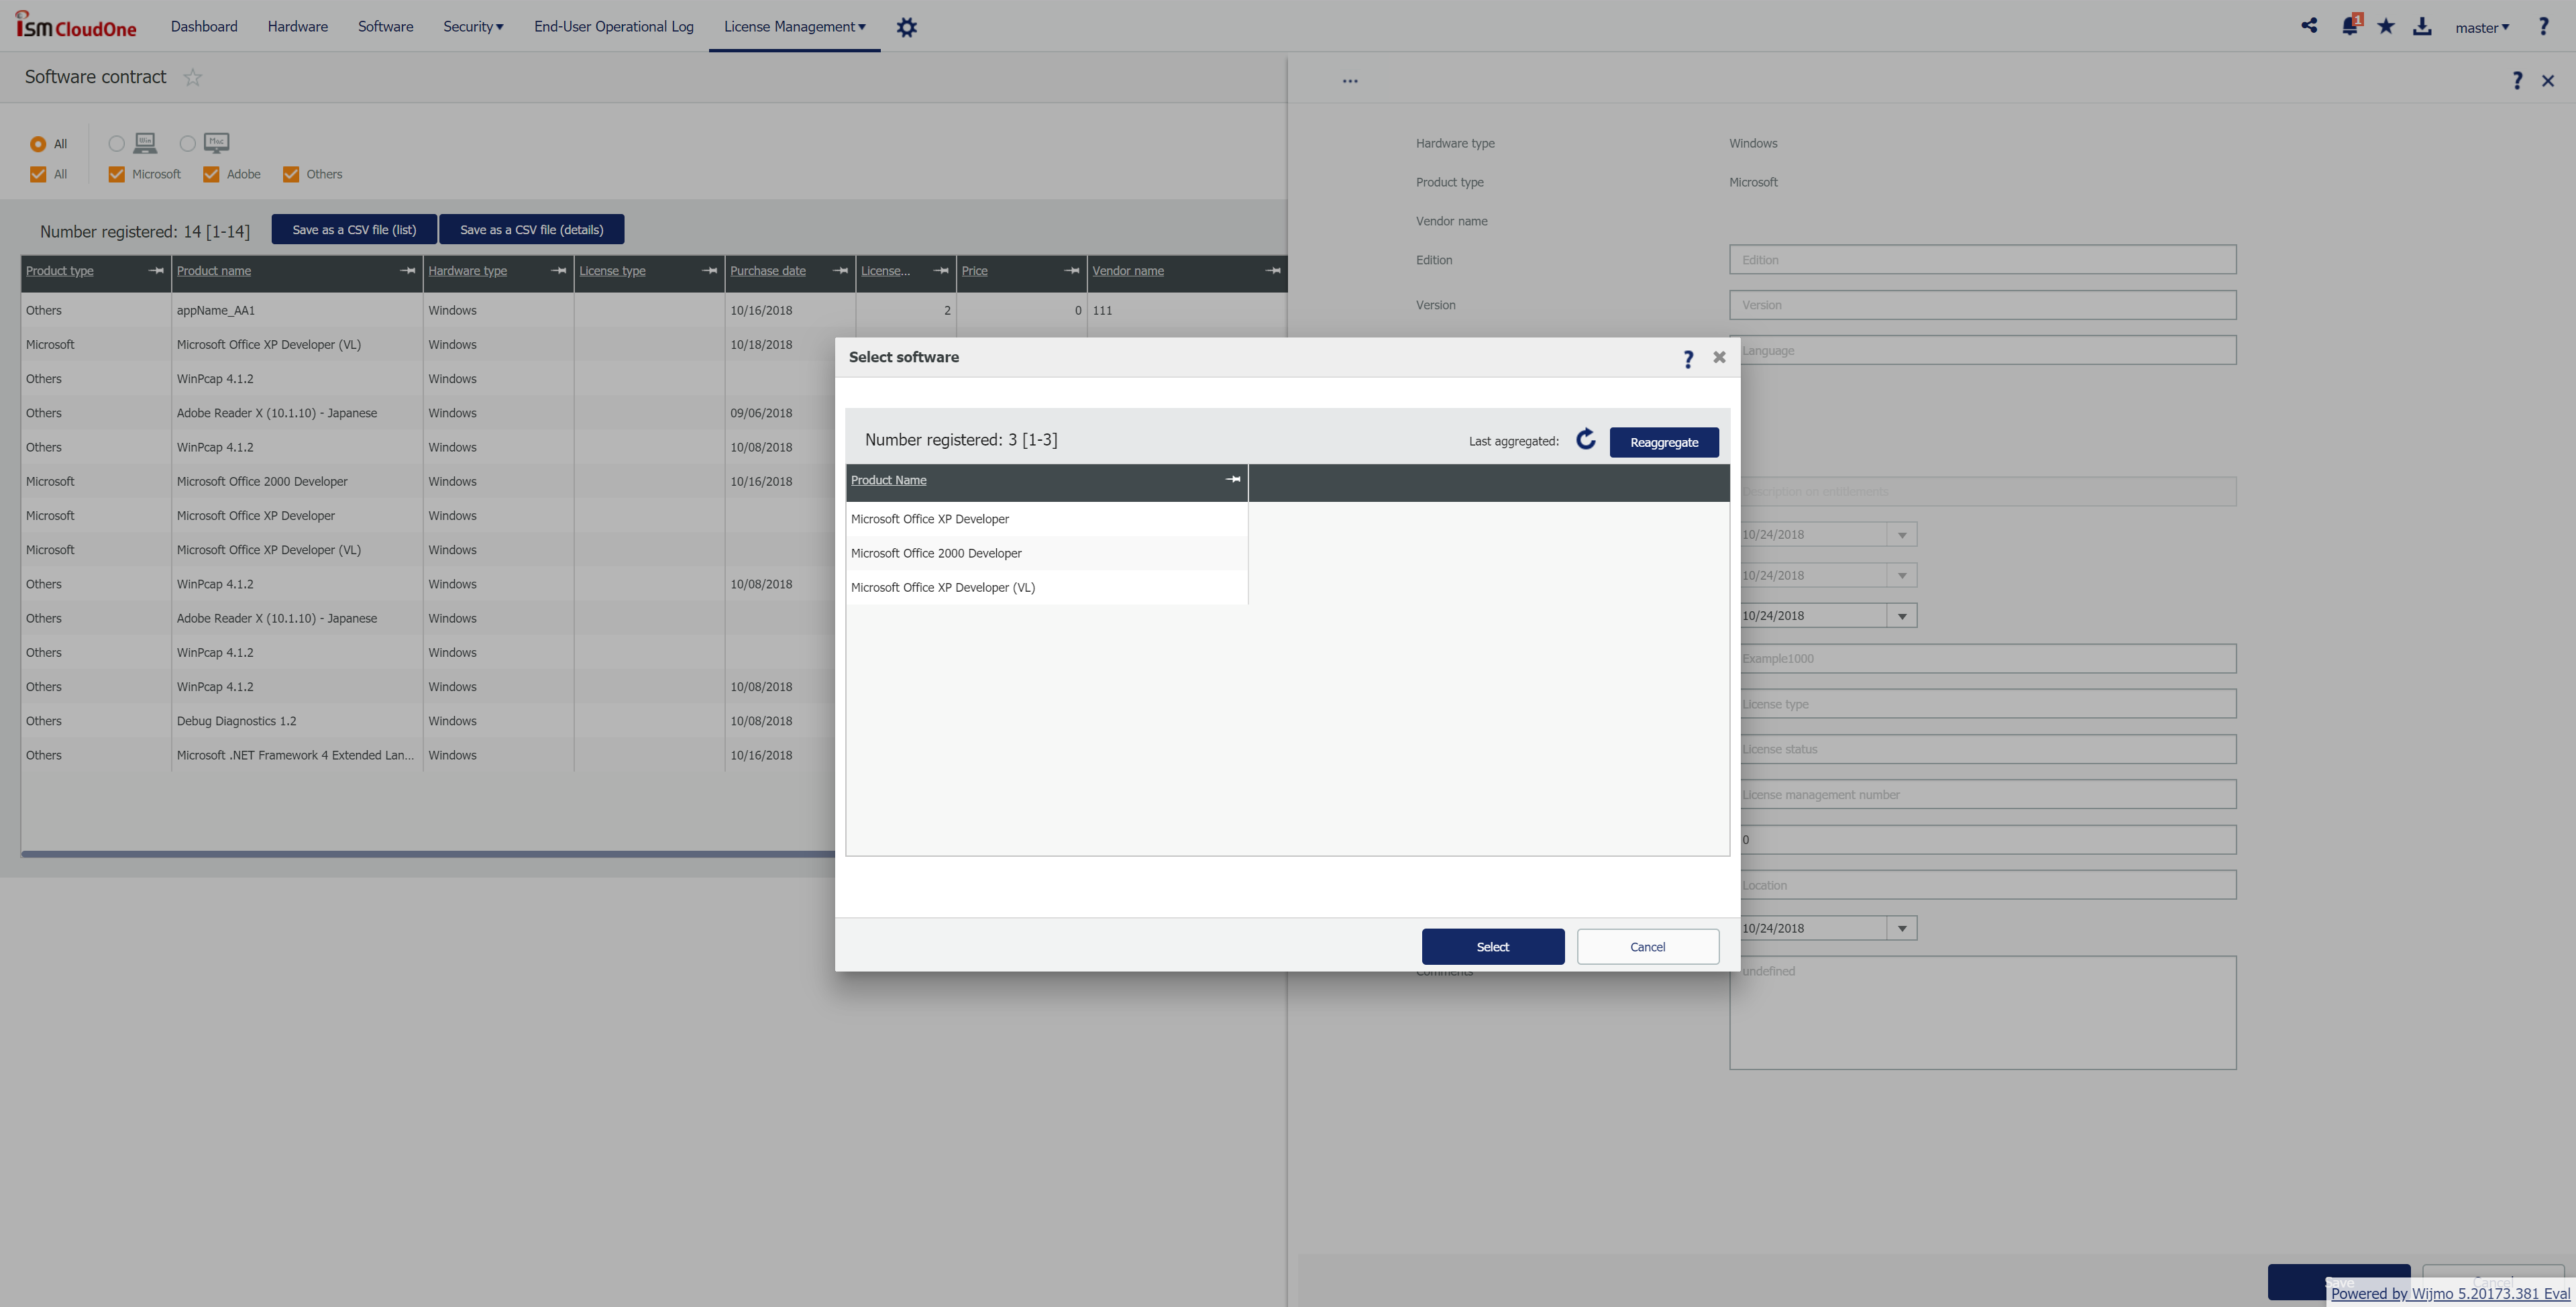 iSM CloudOne Dashboard Hardware Software Security End-User Operational Log License Management 1 master ?
Software contract
... ?
All Win Mac
All Microsoft Adobe Others
Number registered: 14 [1-14] Save as a CSV file (list) Save as a CSV file (details)
Product type Product name Hardware type License type Purchase date License... Price Vendor name
Others appName_AA1 Windows 10/16/2018 2 0 111
Microsoft Microsoft Office XP Developer (VL) Windows 10/18/2018
Others WinPcap 4.1.2 Windows
Others Adobe Reader X (10.1.10) - Japanese Windows 09/06/2018
Others WinPcap 4.1.2 Windows 10/08/2018
Microsoft Microsoft Office 2000 Developer Windows 10/16/2018
Microsoft Microsoft Office XP Developer Windows
Microsoft Microsoft Office XP Developer (VL) Windows
Others WinPcap 4.1.2 Windows 10/08/2018
Others Adobe Reader X (10.1.10) - Japanese Windows
Others WinPcap 4.1.2 Windows
Others WinPcap 4.1.2 Windows 10/08/2018
Others Debug Diagnostics 1.2 Windows 10/08/2018
Others Microsoft .NET Framework 4 Extended Lan... Windows 10/16/2018
Select software ?
Number registered: 3 [1-3] Last aggregated: Reaggregate
Product Name
Microsoft Office XP Developer
Microsoft Office 2000 Developer
Microsoft Office XP Developer (VL)
Select Cancel
Hardware type Windows
Product type Microsoft
Vendor name
Edition Edition
Version Version
Language
Description on entitlements
10/24/2018
10/24/2018
10/24/2018
Example1000
License type
License status
License management number
0
Location
10/24/2018
Comments undefined
Save Cancel
Powered by Wijmo 5.20173.381 Eval